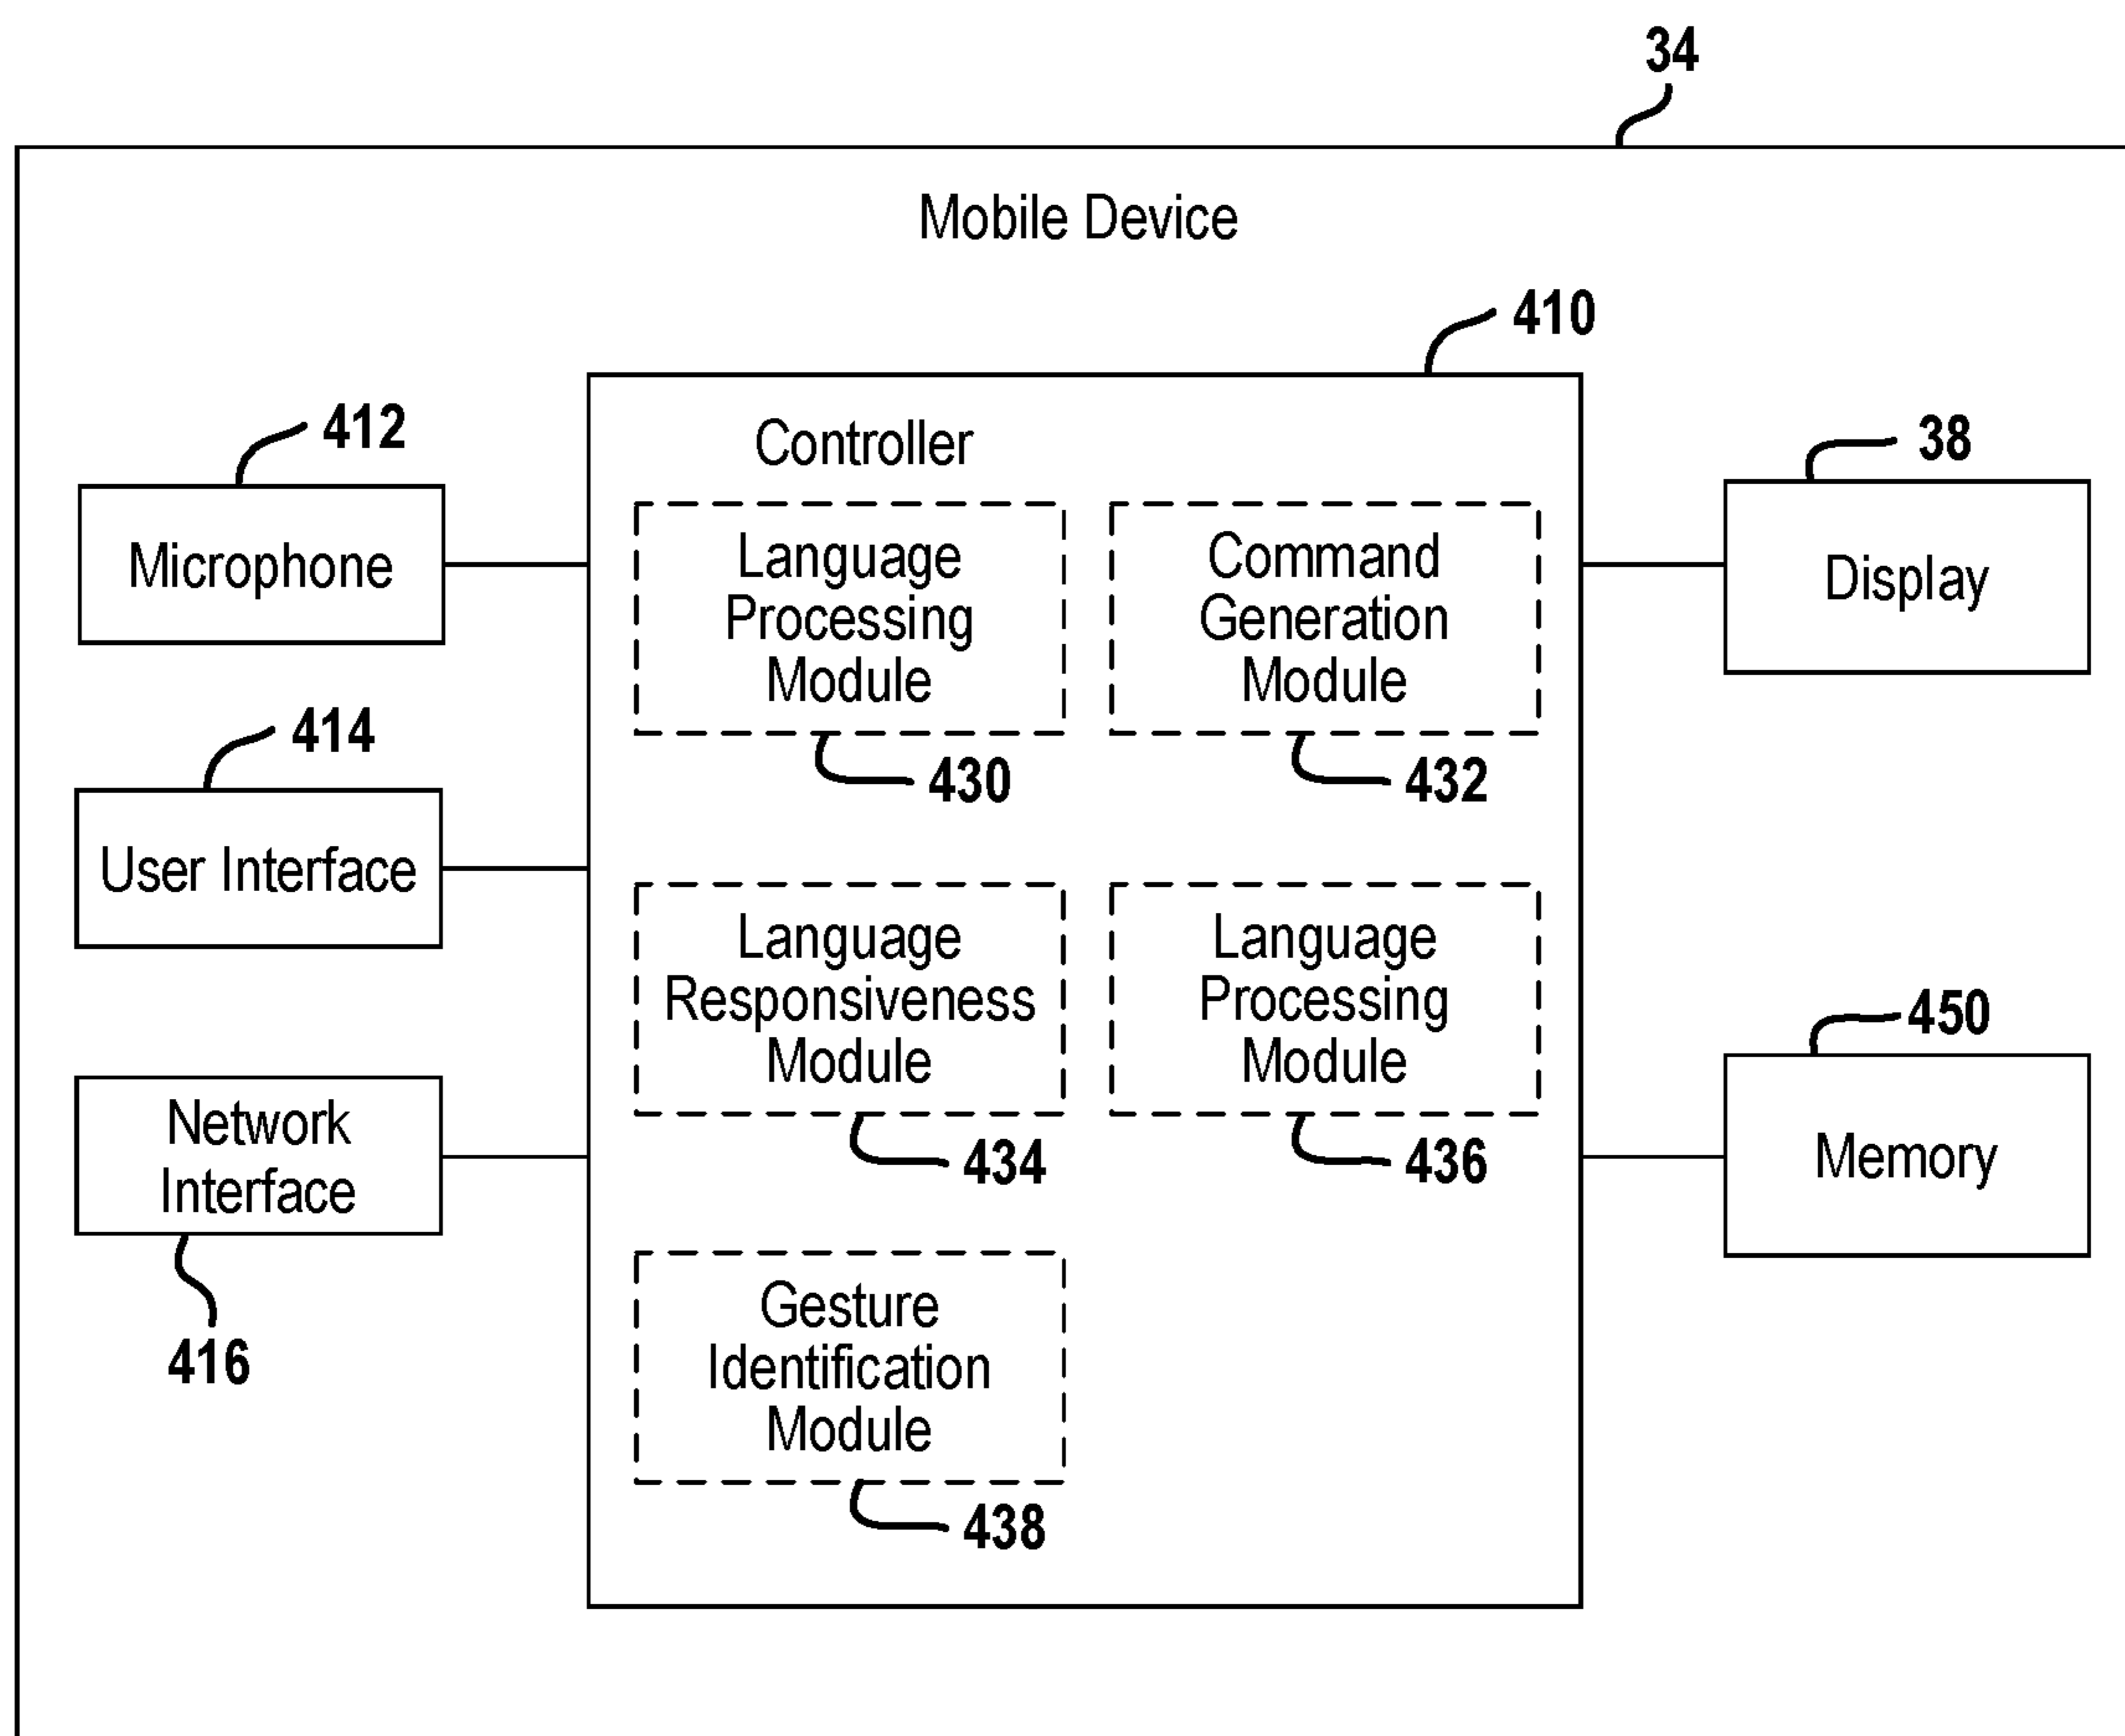 34
Mobile Device
410
412
Controller
38
Microphone
Language
Processing
Module
Command
Generation
Module
Display
414
430
432
User Interface
Language
Responsiveness
Module
Language
Processing
Module
450
Network
Interface
434
436
Memory
416
Gesture
Identification
Module
438